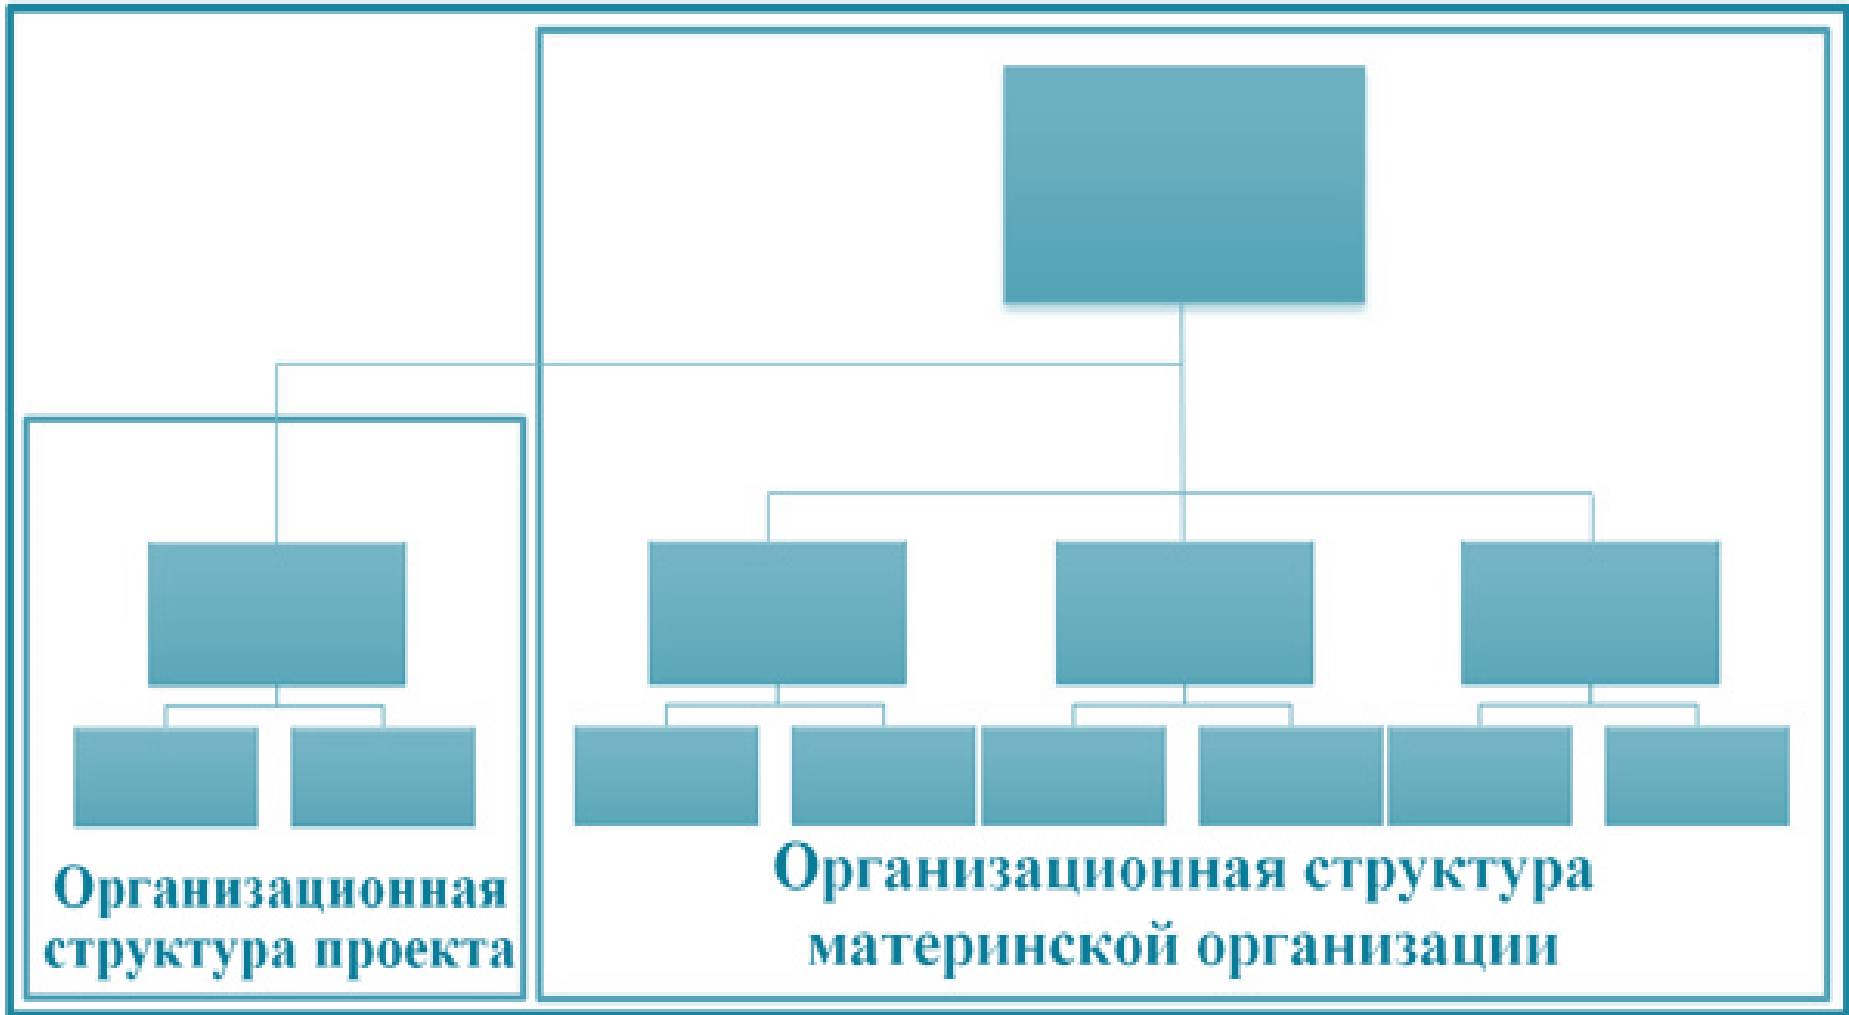 Организационная
структура проекта
Организационная структура
материнской организации